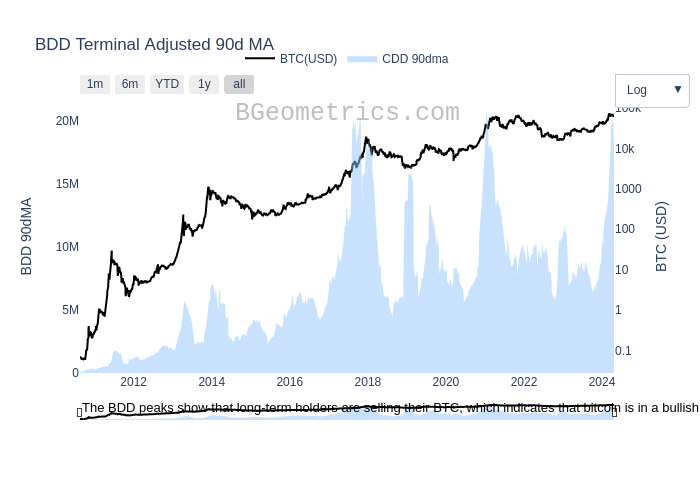 BDD Terminal Adjusted 90d MA
BTC(USD) CDD 90dma
1m 6m YTD 1y all
Log ▼
BGeometrics.com
20M
15M
10M
5M
0
BDD 90dMA
100k
10k
1000
100
10
1
0.1
BTC (USD)
2012 2014 2016 2018 2020 2022 2024
The BDD peaks show that long-term holders are selling their BTC, which indicates that bitcoin is in a bullish